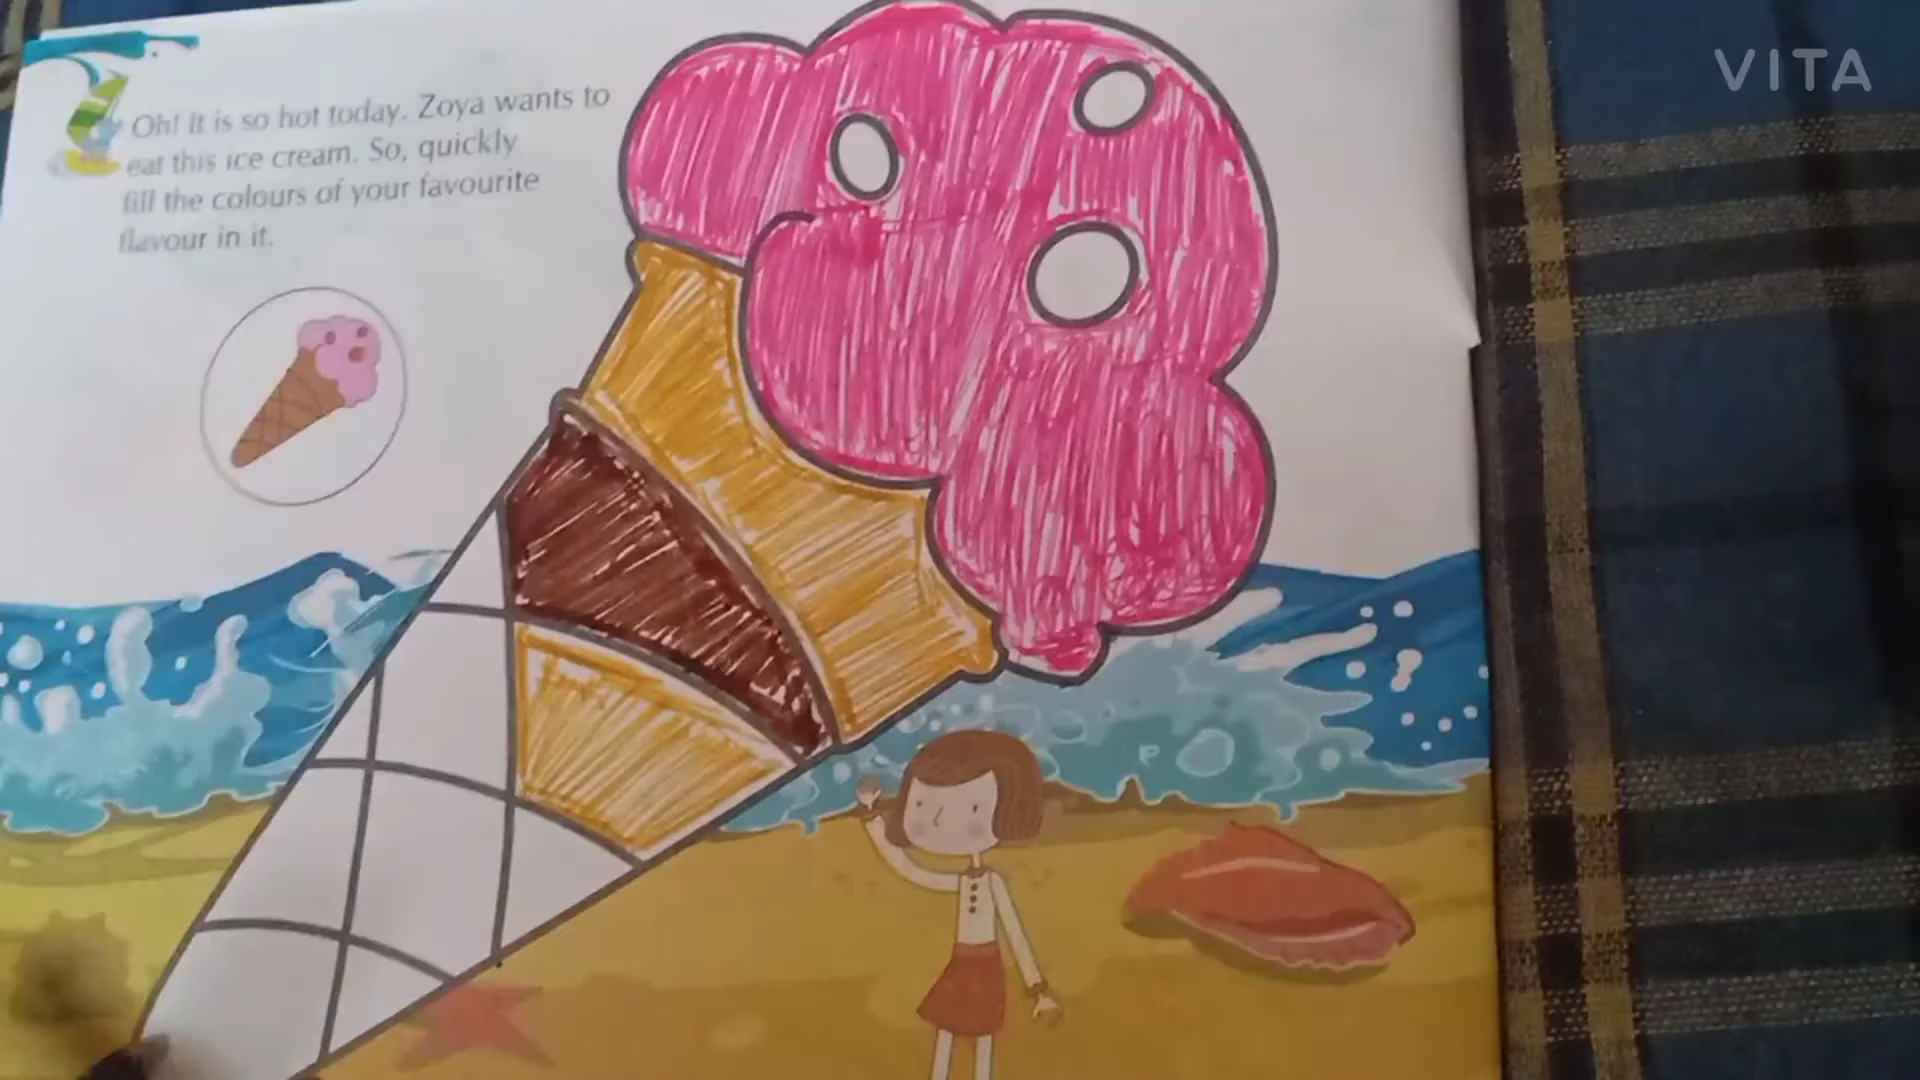 VITA
Oh! It is so hot today. Zoya wants to
eat this ice cream. So, quickly
fill the colours of your favourite
flavour in it.